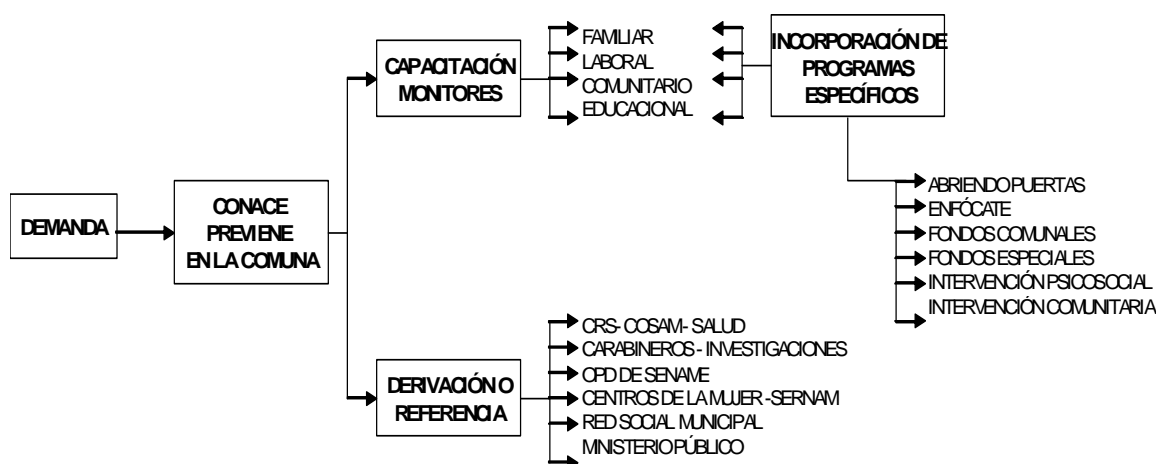 DEMANDA
CONACE
PREVIENE
EN LA COMUNA
CAPACITACIÓN
MONITORES
FAMILIAR
LABORAL
COMUNITARIO
EDUCACIONAL
INCORPORACIÓN DE
PROGRAMAS
ESPECÍFICOS
ABRIENDO PUERTAS
ENFÓCATE
FONDOS COMUNALES
FONDOS ESPECIALES
INTERVENCIÓN PSICOSOCIAL
INTERVENCIÓN COMUNITARIA
DERIVACIÓN O
REFERENCIA
CRS- COSAM- SALUD
CARABINEROS - INVESTIGACIONES
OPD DE SENAME
CENTROS DE LA MUJER -SERNAM
RED SOCIAL MUNICIPAL
MINISTERIO PÚBLICO